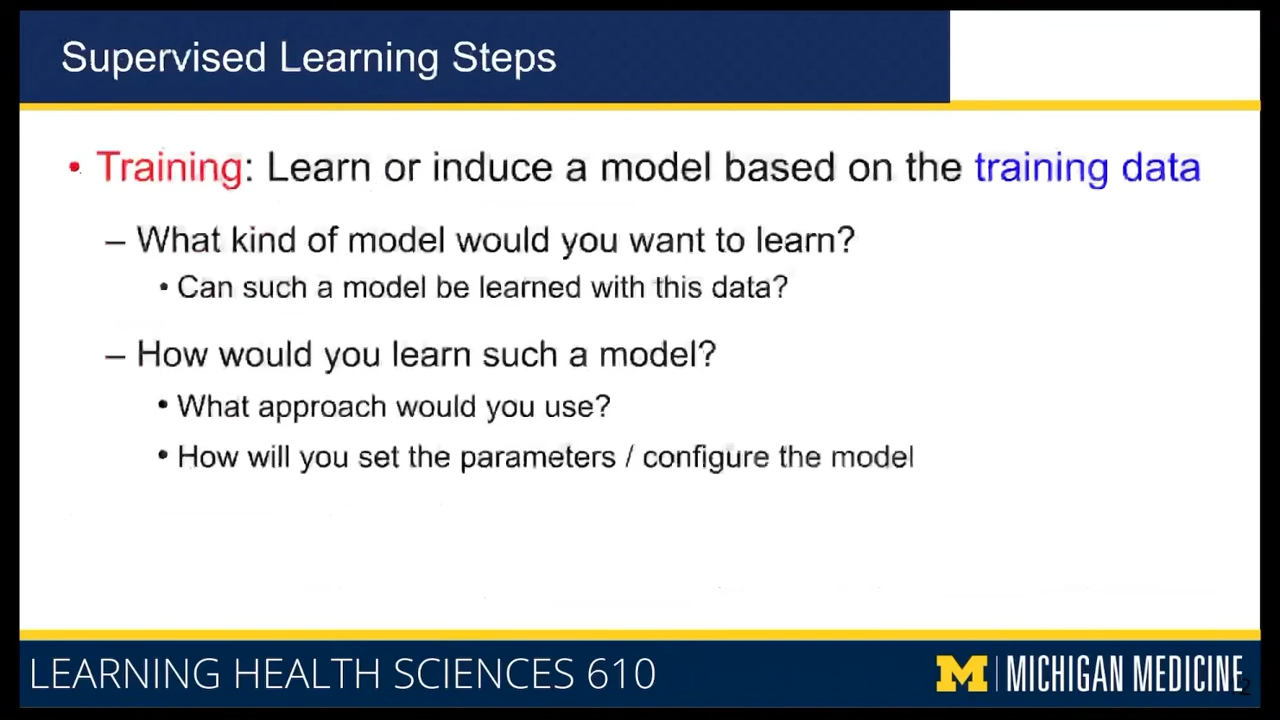 Supervised Learning Steps
• Training: Learn or induce a model based on the training data
– What kind of model would you want to learn?
• Can such a model be learned with this data?
– How would you learn such a model?
• What approach would you use?
• How will you set the parameters / configure the model
LEARNING HEALTH SCIENCES 610
M | MICHIGAN MEDICINE
2